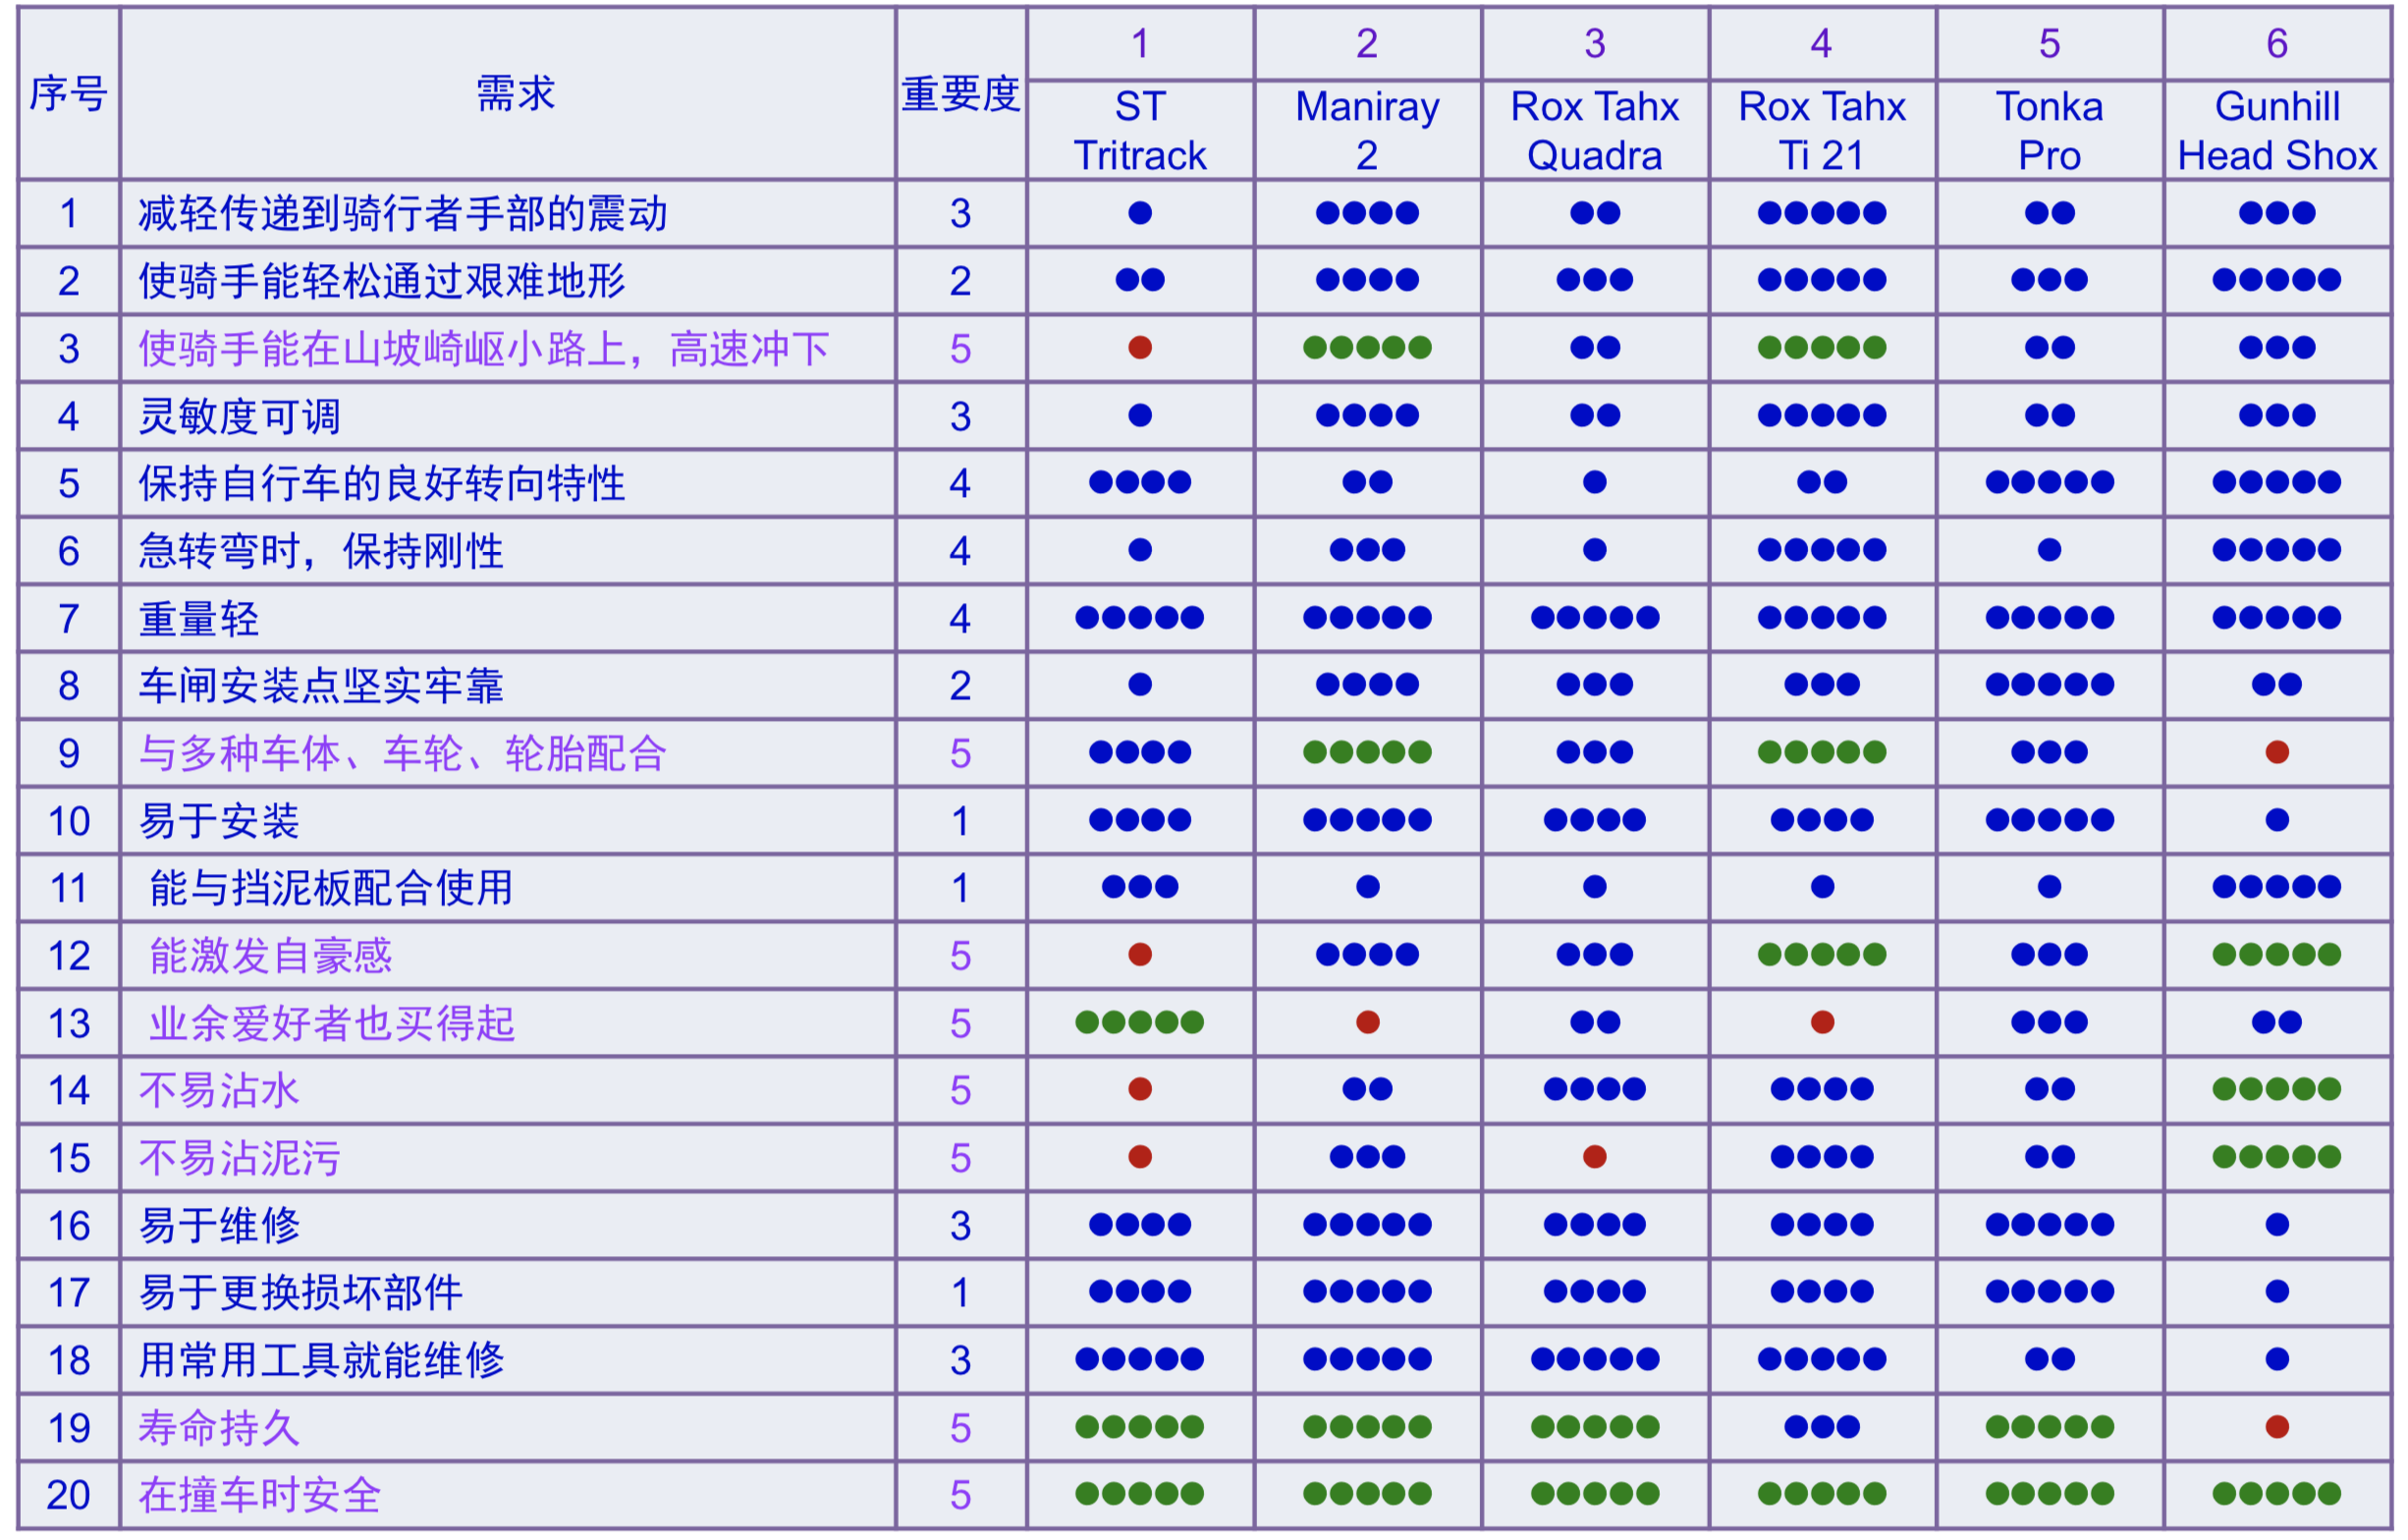 序号 需求 重要度 1 2 3 4 5 6
ST Tritrack Maniray 2 Rox Tahx Quadra Rox Tahx Ti 21 Tonka Pro Gunhill Head Shox
1 减轻传递到骑行者手部的震动 3 ● ●●●● ●● ●●●●● ●● ●●●
2 使骑手能轻松通过艰难地形 2 ●● ●●●● ●●● ●●●●● ●●● ●●●●●
3 使骑手能在山坡崎岖小路上，高速冲下 5 ● ●●●●● ●● ●●●●● ●● ●●●
4 灵敏度可调 3 ● ●●●● ●● ●●●●● ●● ●●●
5 保持自行车的良好转向特性 4 ●●●● ●● ● ●● ●●●●● ●●●●●
6 急转弯时，保持刚性 4 ● ●●● ● ●●●●● ● ●●●●●
7 重量轻 4 ●●●●● ●●●●● ●●●●● ●●●●● ●●●●● ●●●●●
8 车闸安装点坚实牢靠 2 ● ●●●● ●●● ●●● ●●●●● ●●
9 与多种车体、车轮、轮胎配合 5 ●●●● ●●●●● ●●● ●●●●● ●●● ●
10 易于安装 1 ●●●● ●●●●● ●●●● ●●●● ●●●●● ●
11 能与挡泥板配合使用 1 ●●● ● ● ● ● ●●●●●
12 能激发自豪感 5 ● ●●●● ●●● ●●●●● ●●● ●●●●●
13 业余爱好者也买得起 5 ●●●●● ● ●● ● ●●● ●●
14 不易沾水 5 ● ●● ●●●● ●●●● ●● ●●●●●
15 不易沾泥污 5 ● ●●● ● ●●●● ●● ●●●●●
16 易于维修 3 ●●●● ●●●●● ●●●● ●●●● ●●●●● ●
17 易于更换损坏部件 1 ●●●● ●●●●● ●●●● ●●●● ●●●●● ●
18 用常用工具就能维修 3 ●●●●● ●●●●● ●●●●● ●●●●● ●● ●
19 寿命持久 5 ●●●●● ●●●●● ●●●●● ●●● ●●●●● ●
20 在撞车时安全 5 ●●●●● ●●●●● ●●●●● ●●●●● ●●●●● ●●●●●